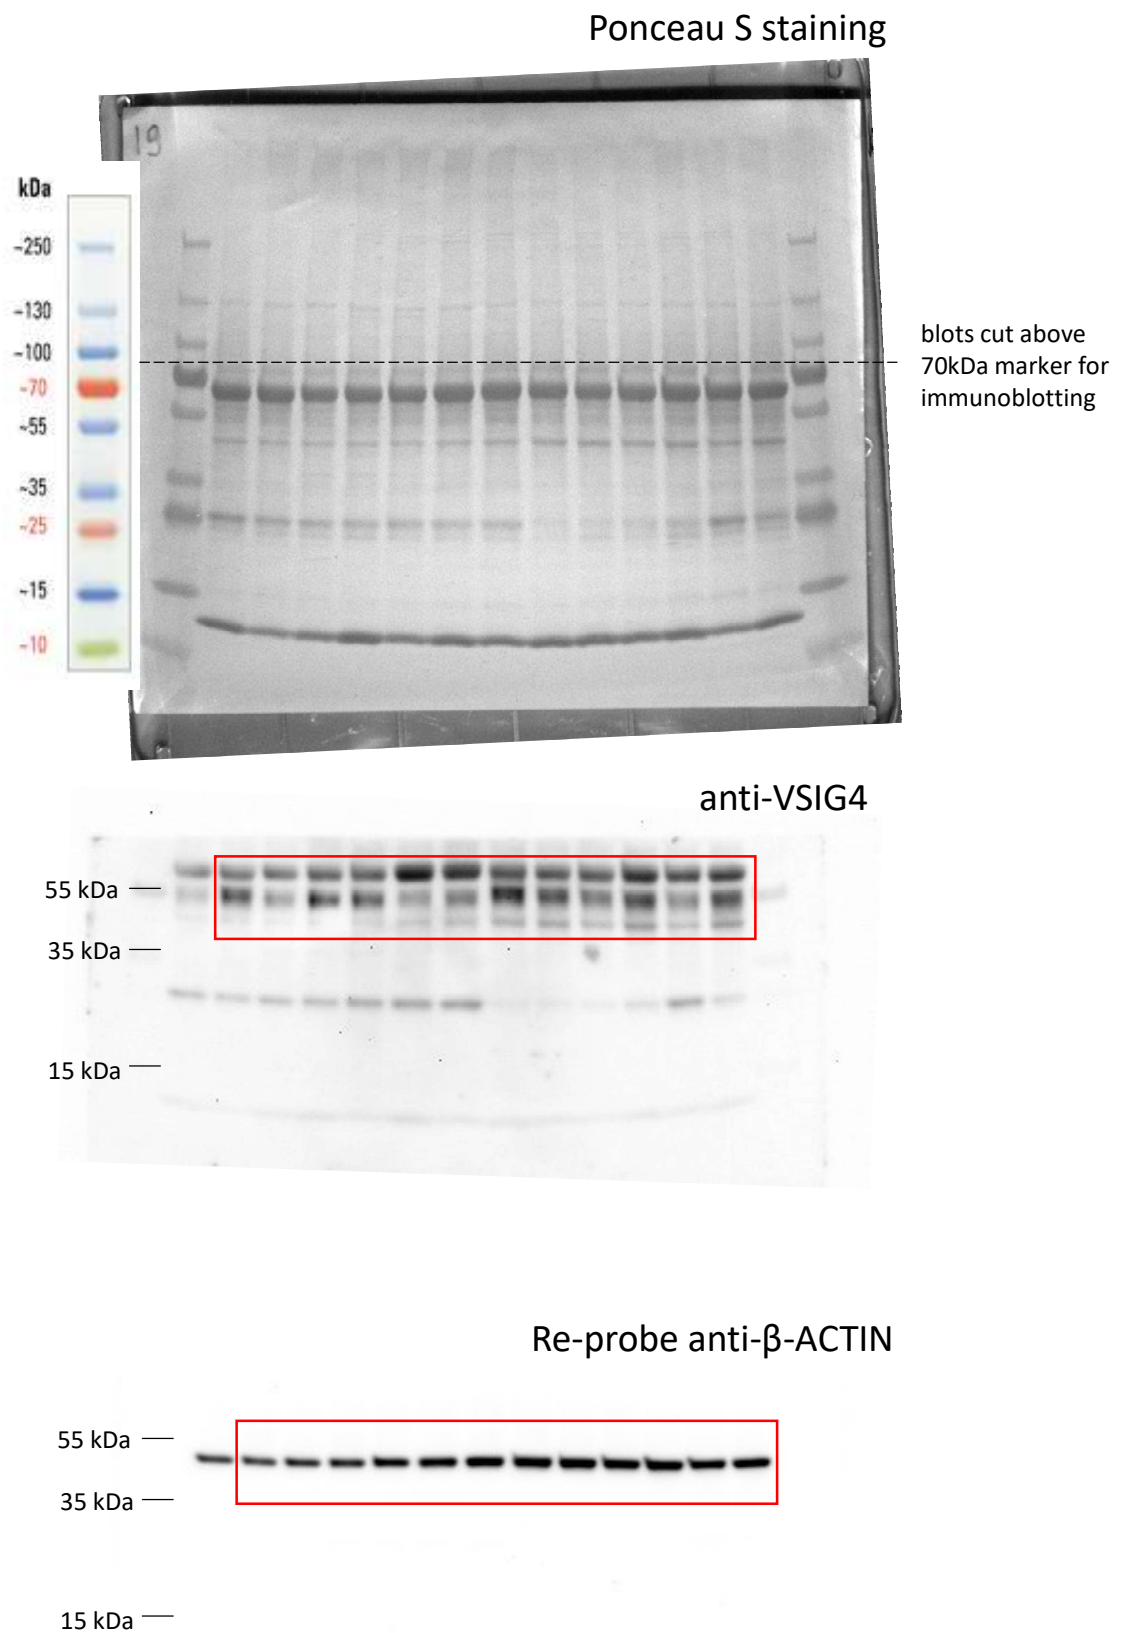 Ponceau S staining
19
kDa
~250
~130
~100
~70
~55
~35
~25
~15
~10
blots cut above
70kDa marker for
immunoblotting
anti-VSIG4
55 kDa
35 kDa
15 kDa
Re-probe anti-β-ACTIN
55 kDa
35 kDa
15 kDa